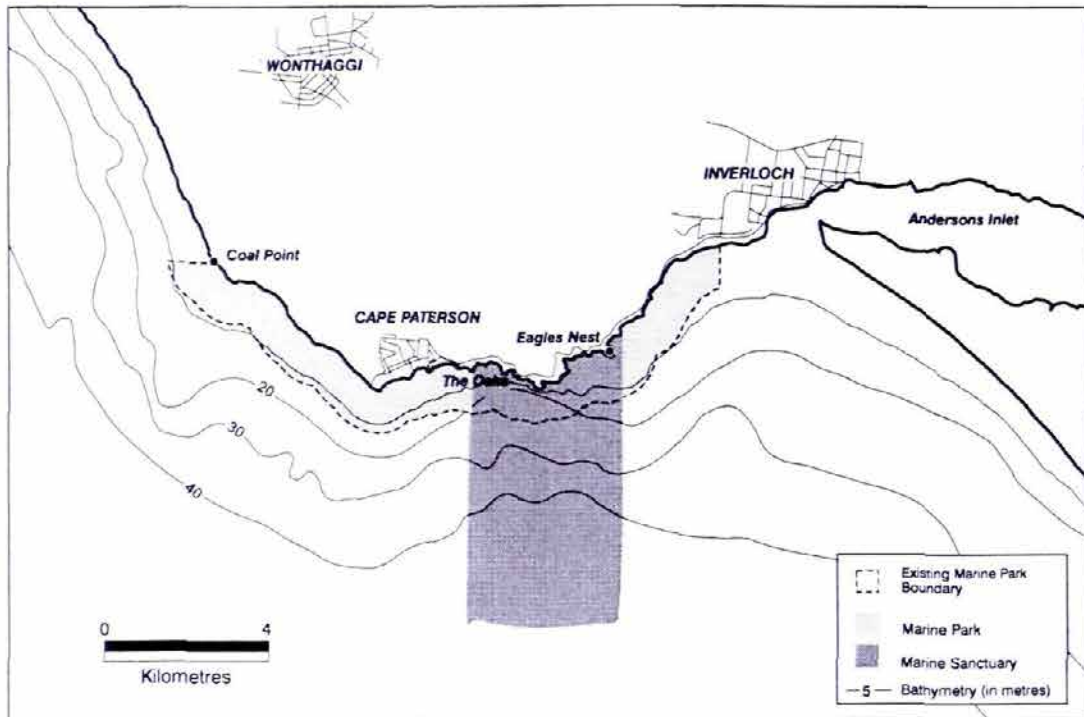 WONTHAGGI
INVERLOCH
Andersons Inlet
Coal Point
CAPE PATERSON
Eagles Nest
The Oaks
20
30
40
0 4
Kilometres
Existing Marine Park
Boundary
Marine Park
Marine Sanctuary
5 Bathymetry (in metres)